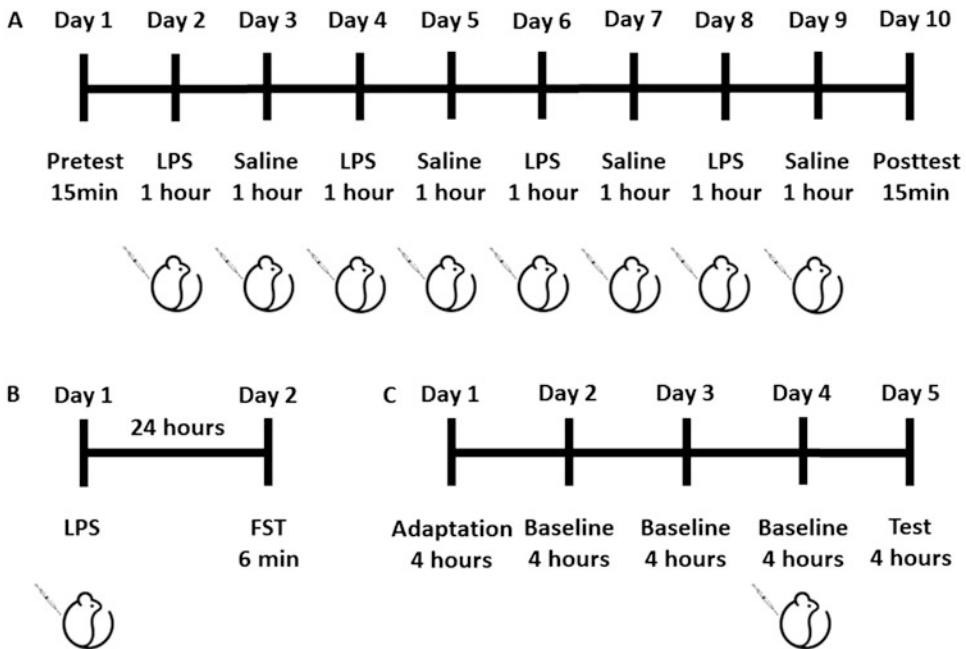 A Day 1 Day 2 Day 3 Day 4 Day 5 Day 6 Day 7 Day 8 Day 9 Day 10
Pretest LPS Saline LPS Saline LPS Saline LPS Saline Posttest
15min 1 hour 1 hour 1 hour 1 hour 1 hour 1 hour 1 hour 1 hour 15min
B Day 1 Day 2
24 hours
LPS FST
6 min
C Day 1 Day 2 Day 3 Day 4 Day 5
Adaptation Baseline Baseline Baseline Test
4 hours 4 hours 4 hours 4 hours 4 hours